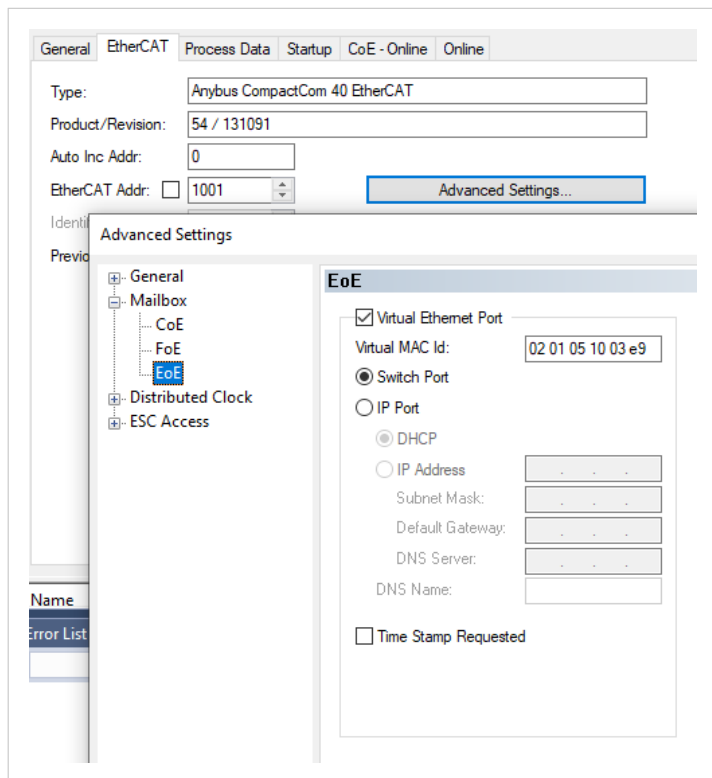 General EtherCAT Process Data Startup CoE - Online Online
Type: Anybus CompactCom 40 EtherCAT
Product/Revision: 54 / 131091
Auto Inc Addr: 0
EtherCAT Addr: 1001 Advanced Settings...
Advanced Settings
General
Mailbox
CoE
FoE
EoE
Distributed Clock
ESC Access
EoE
Virtual Ethernet Port
Virtual MAC Id: 02 01 05 10 03 e9
Switch Port
IP Port
DHCP
IP Address . . .
Subnet Mask: . . .
Default Gateway: . . .
DNS Server: . . .
DNS Name:
Time Stamp Requested
Name
Error List